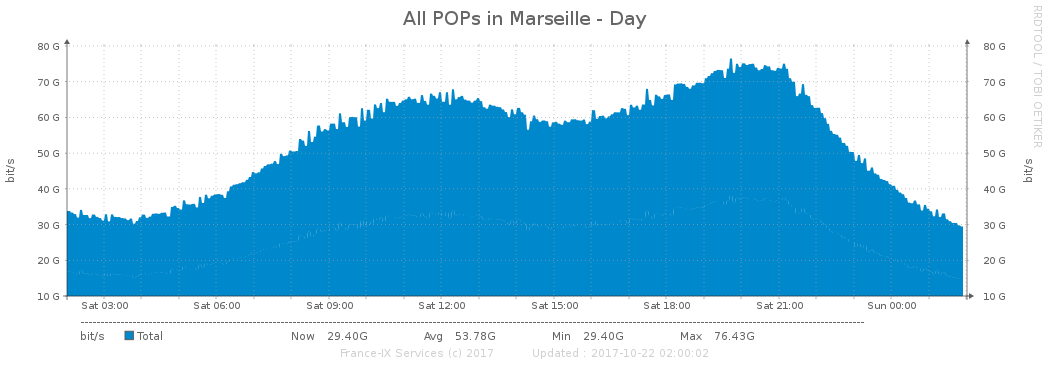 All POPs in Marseille - Day
RRDTOOL / TOBI OETIKER
80 G 80 G
70 G 70 G
60 G 60 G
50 G 50 G
40 G 40 G
30 G 30 G
20 G 20 G
10 G 10 G
bit/s
bit/s
Sat 03:00 Sat 06:00 Sat 09:00 Sat 12:00 Sat 15:00 Sat 18:00 Sat 21:00 Sun 00:00
bit/s Total Now 29.40G Avg 53.78G Min 29.40G Max 76.43G
France-IX Services (c) 2017 Updated : 2017-10-22 02:00:02